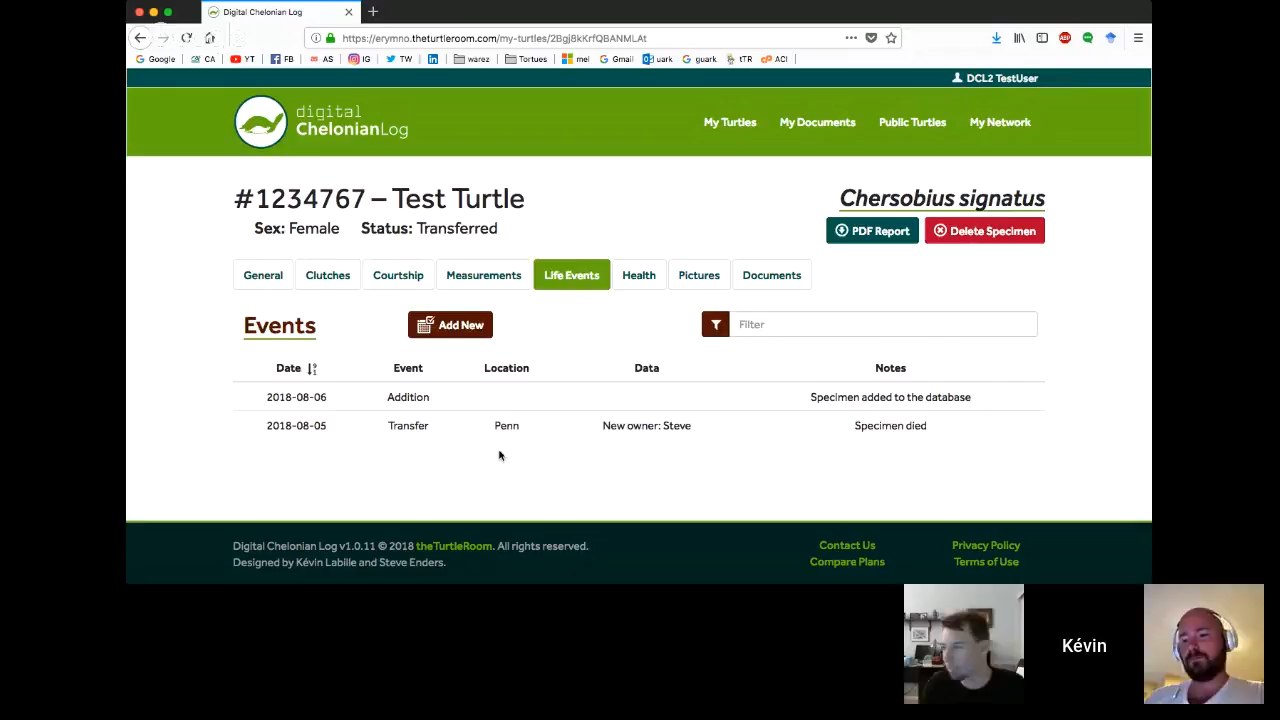 Digital Chelonian Log
https://erymno.theturtleroom.com/my-turtles/2Bgj8kKrfQBANMLAt
Google CA YT FB AS IG TW warez Tortues mel Gmail uark guark tTR ACI
DCL2 TestUser
digital
ChelonianLog
My Turtles My Documents Public Turtles My Network
#1234767 – Test Turtle
Chersobius signatus
Sex: Female Status: Transferred
PDF Report Delete Specimen
General Clutches Courtship Measurements Life Events Health Pictures Documents
Events Add New Filter
Date Event Location Data Notes
2018-08-06 Addition Specimen added to the database
2018-08-05 Transfer Penn New owner: Steve Specimen died
Digital Chelonian Log v1.0.11 © 2018 theTurtleRoom. All rights reserved.
Designed by Kévin Labille and Steve Enders.
Contact Us Privacy Policy
Compare Plans Terms of Use
Kévin